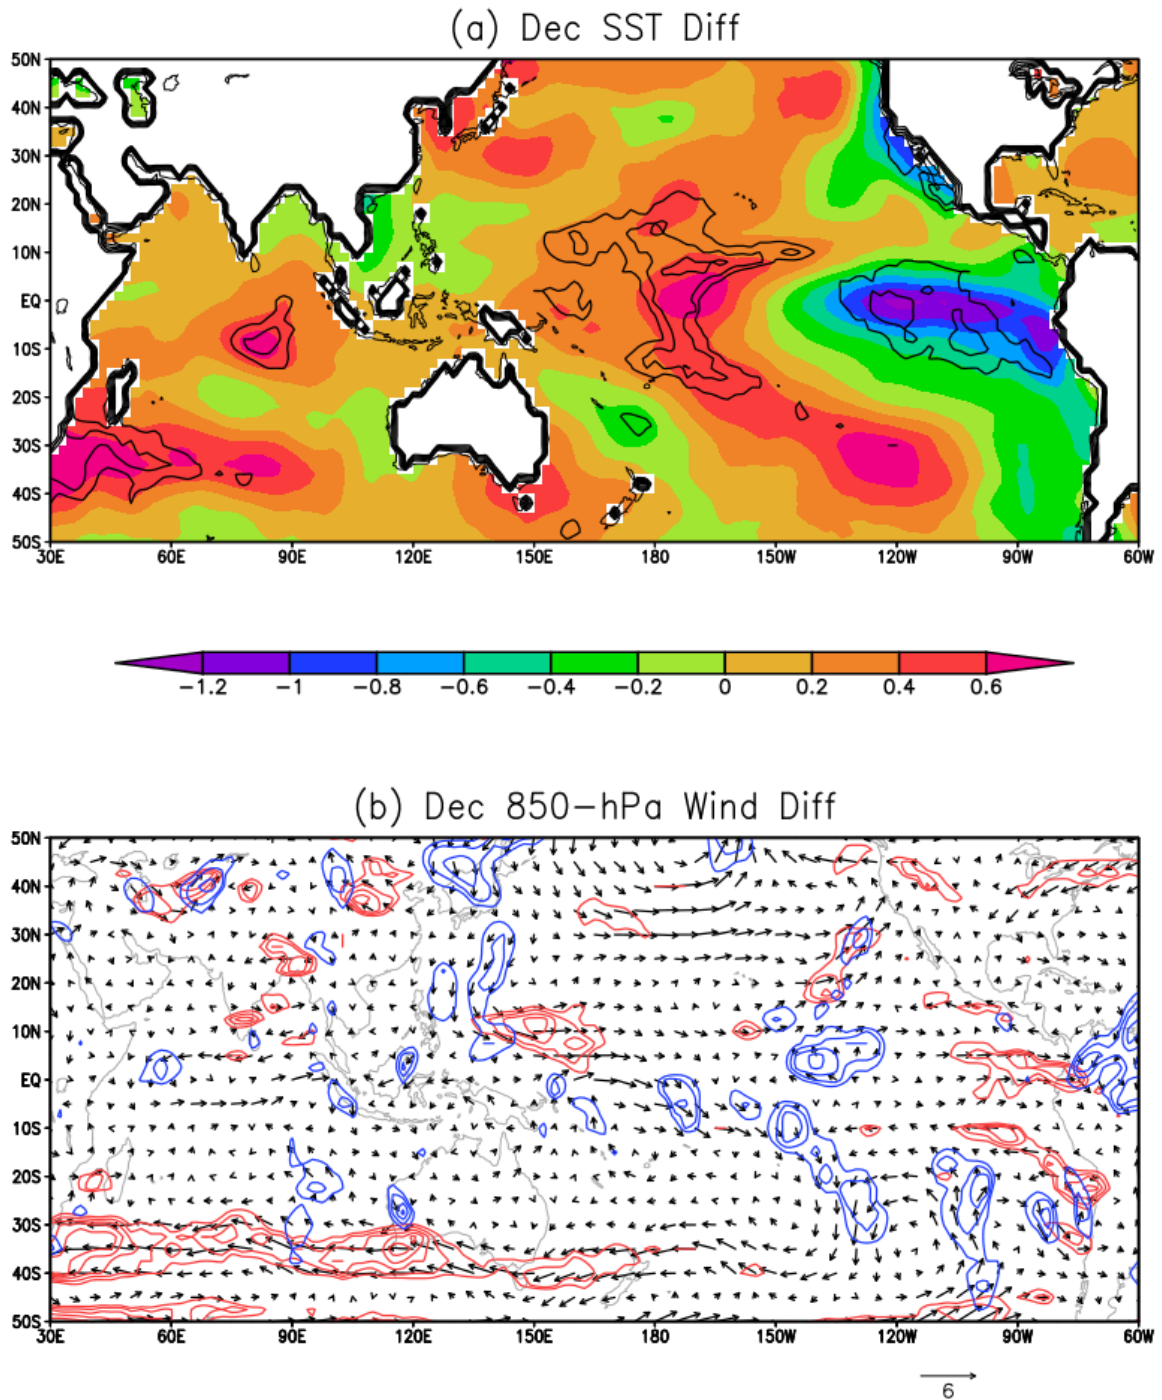 (a) Dec SST Diff
50N
40N
30N
20N
10N
EQ
10S
20S
30S
40S
50S
30E 60E 90E 120E 150E 180 150W 120W 90W 60W
-1.2 -1 -0.8 -0.6 -0.4 -0.2 0 0.2 0.4 0.6
(b) Dec 850-hPa Wind Diff
50N
40N
30N
20N
10N
EQ
10S
20S
30S
40S
50S
30E 60E 90E 120E 150E 180 150W 120W 90W 60W
6